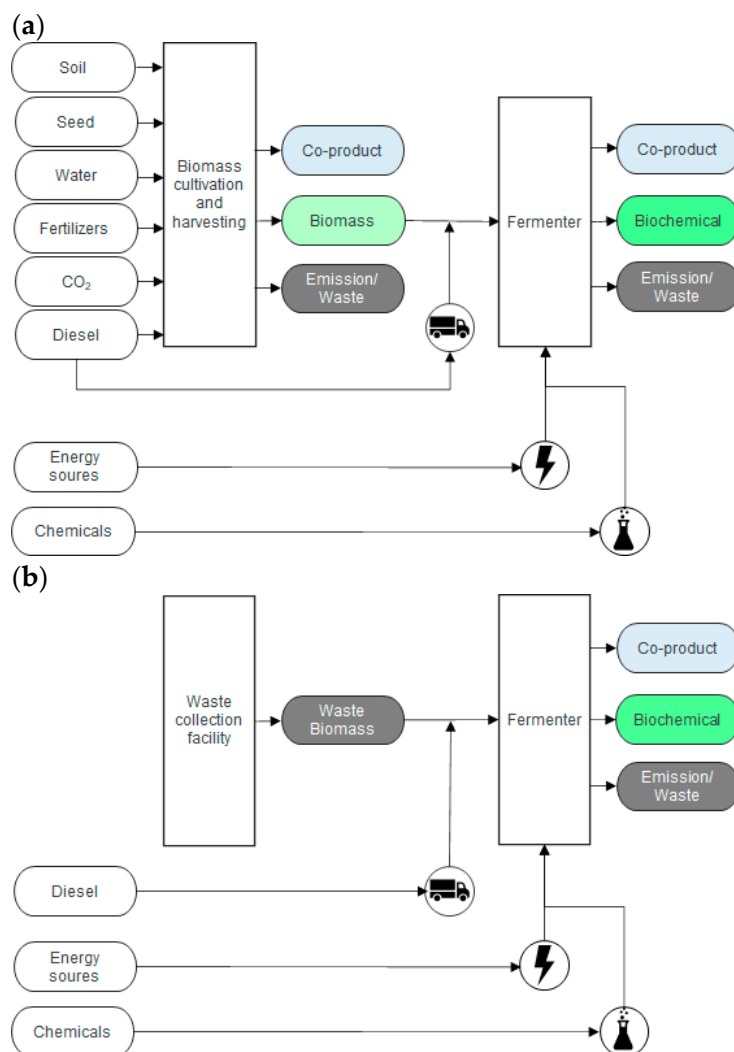 (a)
Soil
Seed
Water
Fertilizers
CO₂
Diesel
Biomass
cultivation
and
harvesting
Co-product
Biomass
Emission/
Waste
Fermenter
Co-product
Biochemical
Emission/
Waste
Energy
soures
Chemicals
(b)
Waste
collection
facility
Waste
Biomass
Fermenter
Co-product
Biochemical
Emission/
Waste
Diesel
Energy
soures
Chemicals